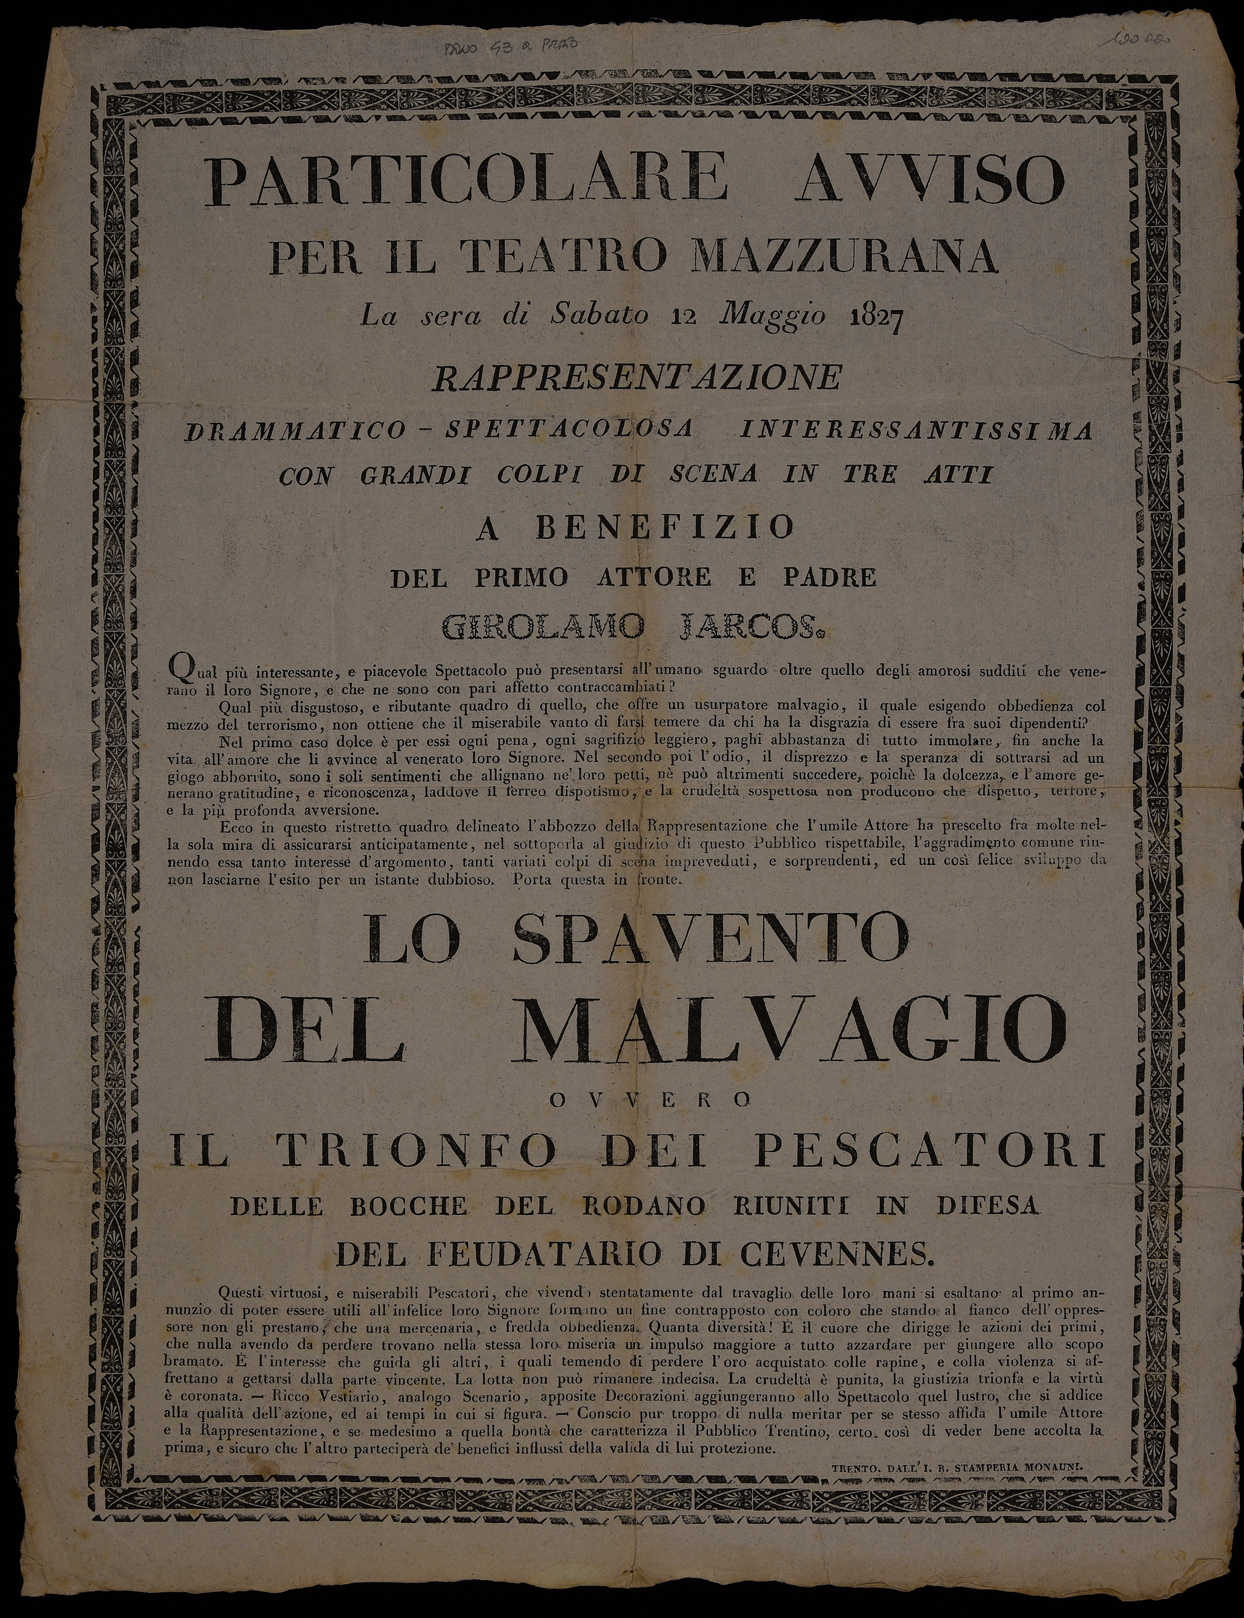 PARTICOLARE AVVISO
PER IL TEATRO MAZZURANA
La sera di Sabato 12 Maggio 1827
RAPPRESENTAZIONE
DRAMMATICO - SPETTACOLOSA INTERESSANTISSIMA
CON GRANDI COLPI DI SCENA IN TRE ATTI
A BENEFIZIO
DEL PRIMO ATTORE E PADRE
GIROLAMO JARCOS.
Qual più interessante, e piacevole Spettacolo può presentarsi all'umano sguardo oltre quello degli amorosi sudditi che vene-
rano il loro Signore, e che ne sono con pari affetto contraccambiati?
Qual più disgustoso, e ributante quadro di quello, che offre un usurpatore malvagio, il quale esigendo obbedienza col
mezzo del terrorismo, non ottiene che il miserabile vanto di farsi temere da chi ha la disgrazia di essere fra suoi dipendenti?
Nel primo caso dolce è per essi ogni pena, ogni sagrifizio leggiero, paghi abbastanza di tutto immolare, fin anche la
vita all'amore che li avvince al venerato loro Signore. Nel secondo poi l'odio, il disprezzo e la speranza di sottrarsi ad un
giogo abborrito, sono i soli sentimenti che allignano ne' loro petti, nè può altrimenti succedere, poichè la dolcezza, e l'amore ge-
nerano gratitudine, e riconoscenza, laddove il ferreo dispotismo, e la crudeltà sospettosa non producono che dispetto, terrore,
e la più profonda avversione.
Ecco in questo ristretto quadro delineato l'abbozzo della Rappresentazione che l'umile Attore ha prescelto fra molte nel-
la sola mira di assicurarsi anticipatamente, nel sottoporla al giudizio di questo Pubblico rispettabile, l'aggradimento comune riu-
nendo essa tanto interesse d'argomento, tanti variati colpi di scena impreveduti, e sorprendenti, ed un così felice sviluppo da
non lasciarne l'esito per un istante dubbioso. Porta questa in fronte.
LO SPAVENTO
DEL MALVAGIO
OVVERO
IL TRIONFO DEI PESCATORI
DELLE BOCCHE DEL RODANO RIUNITI IN DIFESA
DEL FEUDATARIO DI CEVENNES.
Questi virtuosi, e miserabili Pescatori, che vivendo stentatamente dal travaglio delle loro mani si esaltano al primo an-
nunzio di poter essere utili all'infelice loro Signore formano un fine contrapposto con coloro che stando al fianco dell'oppres-
sore non gli prestano, che una mercenaria, e fredda obbedienza. Quanta diversità! È il cuore che dirigge le azioni dei primi,
che nulla avendo da perdere trovano nella stessa loro miseria un impulso maggiore a tutto azzardare per giungere allo scopo
bramato. È l'interesse che guida gli altri, i quali temendo di perdere l'oro acquistato colle rapine, e colla violenza si af-
frettano a gettarsi dalla parte vincente. La lotta non può rimanere indecisa. La crudeltà è punita, la giustizia trionfa e la virtù
è coronata. — Ricco Vestiario, analogo Scenario, apposite Decorazioni aggiungeranno allo Spettacolo quel lustro, che si addice
alla qualità dell'azione, ed ai tempi in cui si figura. — Conscio pur troppo di nulla meritar per se stesso affida l'umile Attore
e la Rappresentazione, e se medesimo a quella bontà che caratterizza il Pubblico Trentino, certo così di veder bene accolta la
prima, e sicuro che l'altro parteciperà de' benefici influssi della valida di lui protezione.
TRENTO. DALL' I. R. STAMPERIA MONAUNI.